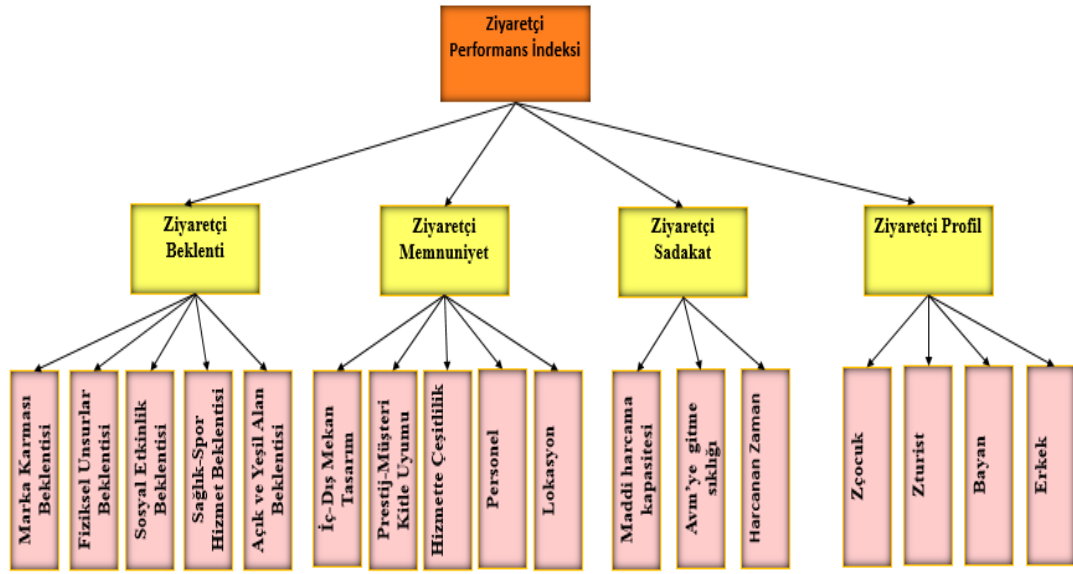 Ziyaretçi
Performans İndeksi
Ziyaretçi
Beklenti
Ziyaretçi
Memnuniyet
Ziyaretçi
Sadakat
Ziyaretçi Profil
Marka Karması
Beklentisi
Fiziksel Unsurlar
Beklentisi
Sosyal Etkinlik
Beklentisi
Sağlık-Spor
Hizmet Beklentisi
Açık ve Yeşil Alan
Beklentisi
İç-Dış Mekan
Tasarım
Prestij-Müşteri
Kitle Uyumu
Hizmette Çeşitlilik
Personel
Lokasyon
Maddi harcama
kapasitesi
Avm'ye gitme
sıklığı
Harcanan Zaman
Zçocuk
Zturist
Bayan
Erkek